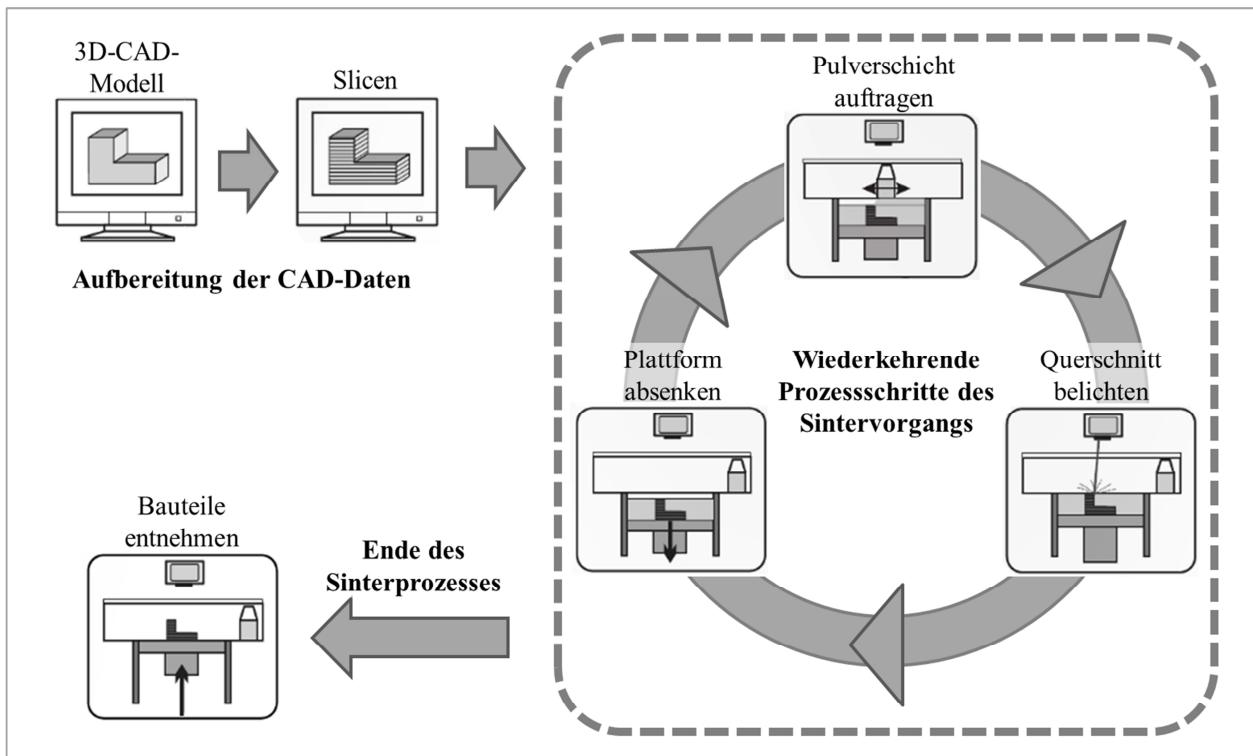 3D-CAD-
Modell
Slicen
Aufbereitung der CAD-Daten
Pulverschicht
auftragen
Plattform
absenken
Wiederkehrende
Prozessschritte des
Sintervorgangs
Querschnitt
belichten
Bauteile
entnehmen
Ende des
Sinterprozesses